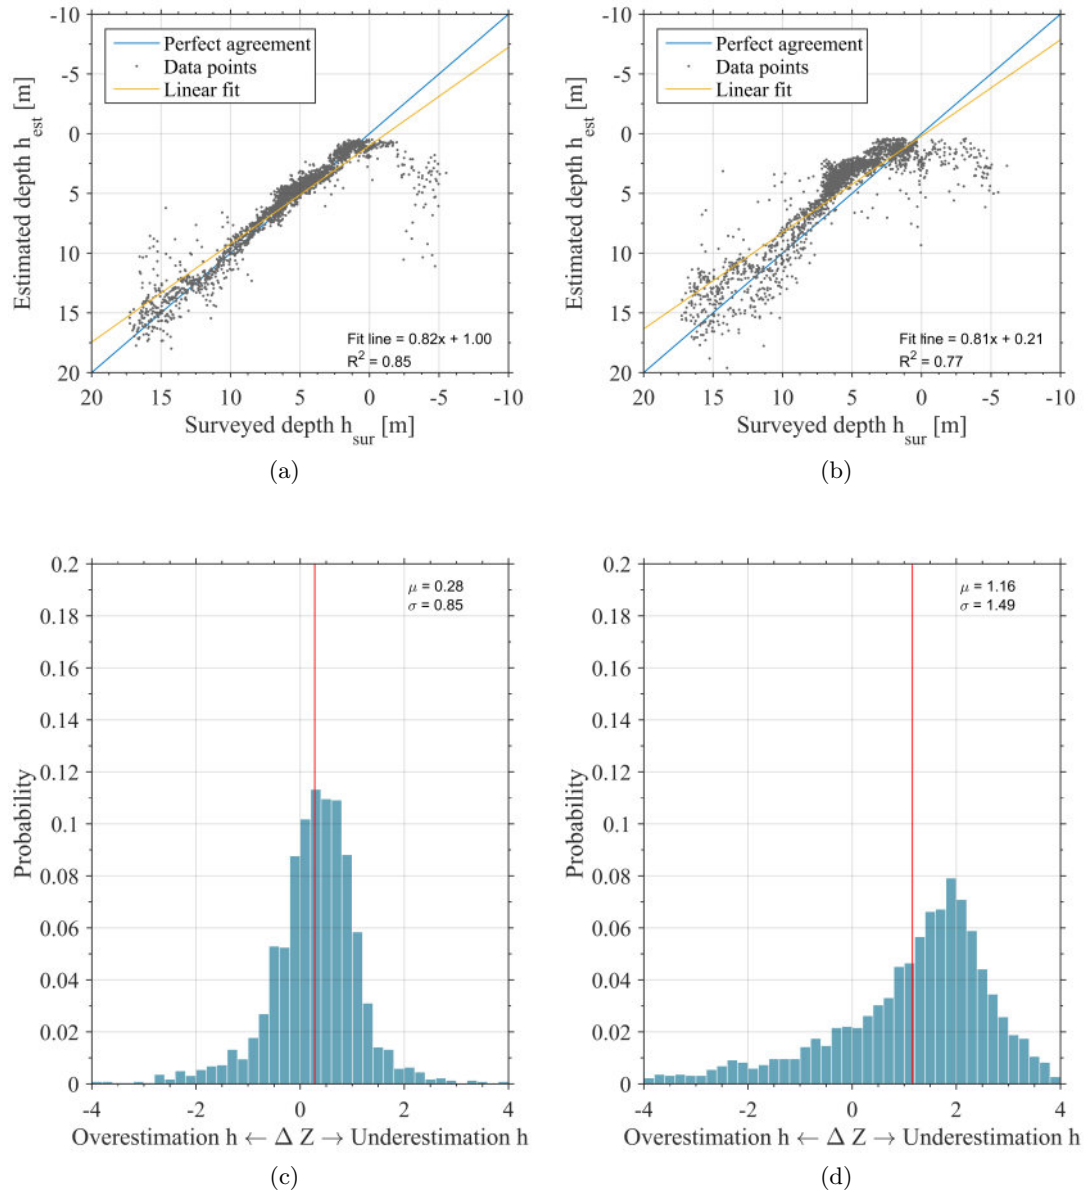 -10
-5
0
5
10
15
20
Estimated depth h_est [m]
Perfect agreement
Data points
Linear fit
Fit line = 0.82x + 1.00
R^2 = 0.85
20 15 10 5 0 -5 -10
Surveyed depth h_sur [m]
(a)
-10
-5
0
5
10
15
20
Estimated depth h_est [m]
Perfect agreement
Data points
Linear fit
Fit line = 0.81x + 0.21
R^2 = 0.77
20 15 10 5 0 -5 -10
Surveyed depth h_sur [m]
(b)
0.2
0.18
0.16
0.14
0.12
0.1
0.08
0.06
0.04
0.02
0
Probability
μ = 0.28
σ = 0.85
-4 -2 0 2 4
Overestimation h ← Δ Z → Underestimation h
(c)
0.2
0.18
0.16
0.14
0.12
0.1
0.08
0.06
0.04
0.02
0
Probability
μ = 1.16
σ = 1.49
-4 -2 0 2 4
Overestimation h ← Δ Z → Underestimation h
(d)